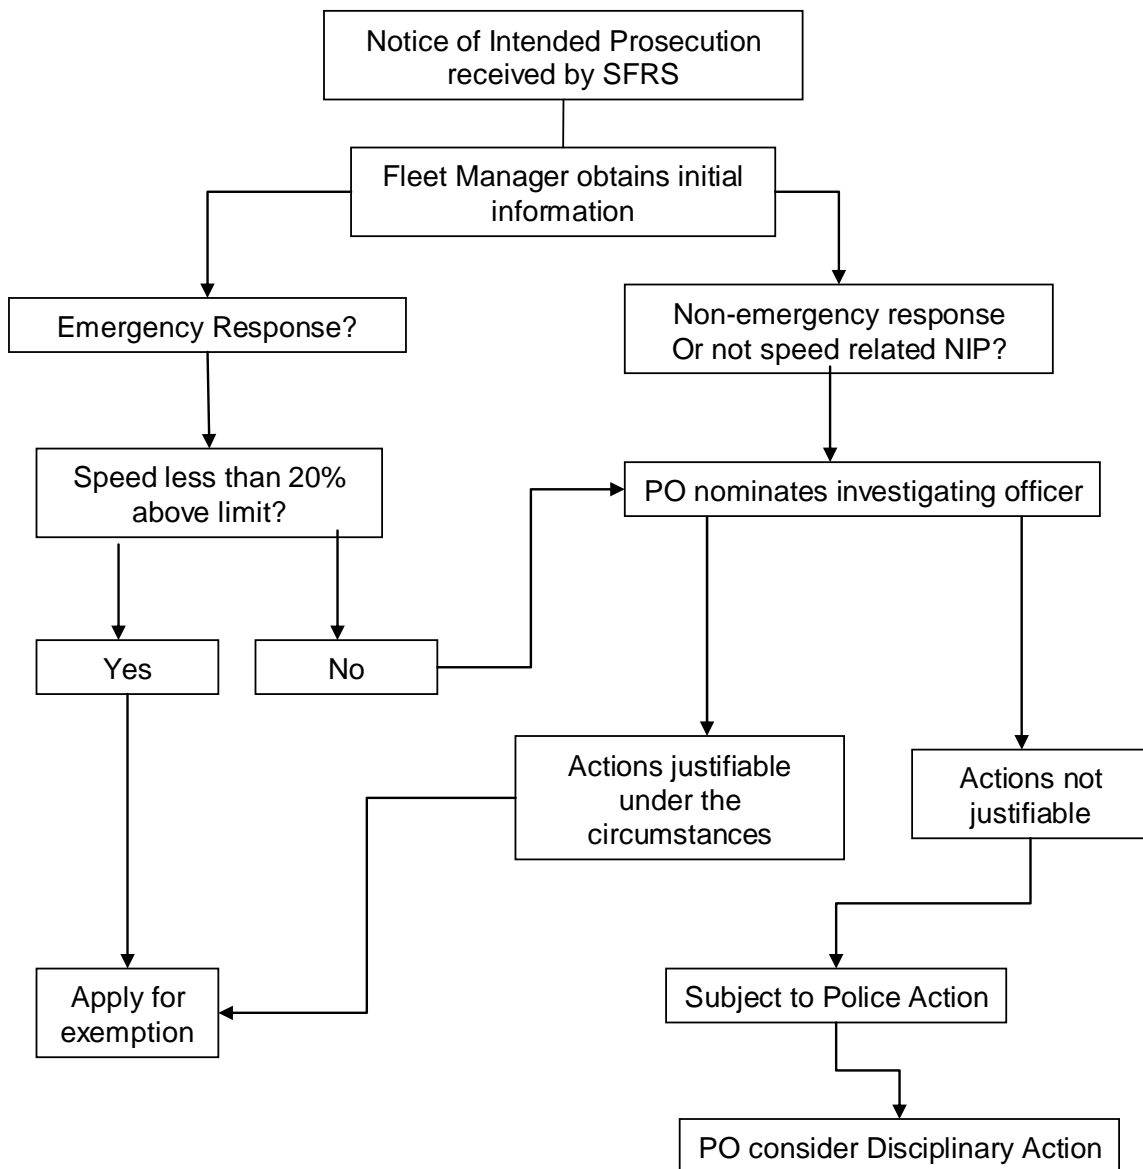 Notice of Intended Prosecution
received by SFRS
Fleet Manager obtains initial
information
Emergency Response?
Non-emergency response
Or not speed related NIP?
Speed less than 20%
above limit?
PO nominates investigating officer
Yes
No
Actions justifiable
under the
circumstances
Actions not
justifiable
Apply for
exemption
Subject to Police Action
PO consider Disciplinary Action